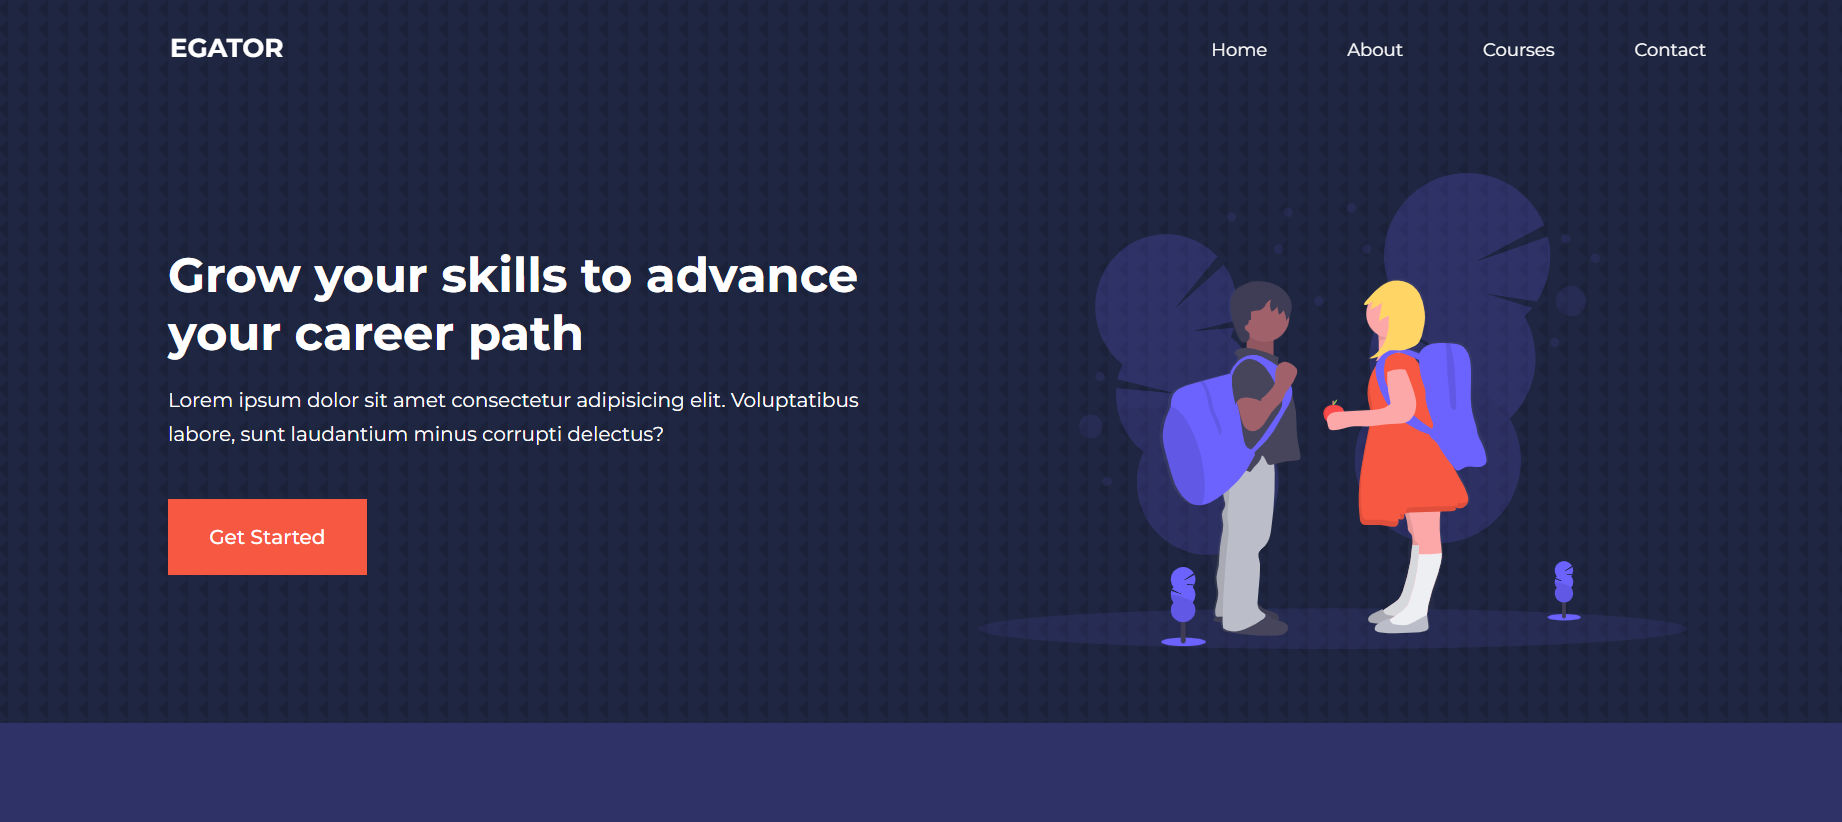 EGATOR
Home
About
Courses
Contact
Grow your skills to advance
your career path
Lorem ipsum dolor sit amet consectetur adipisicing elit. Voluptatibus
labore, sunt laudantium minus corrupti delectus?
Get Started